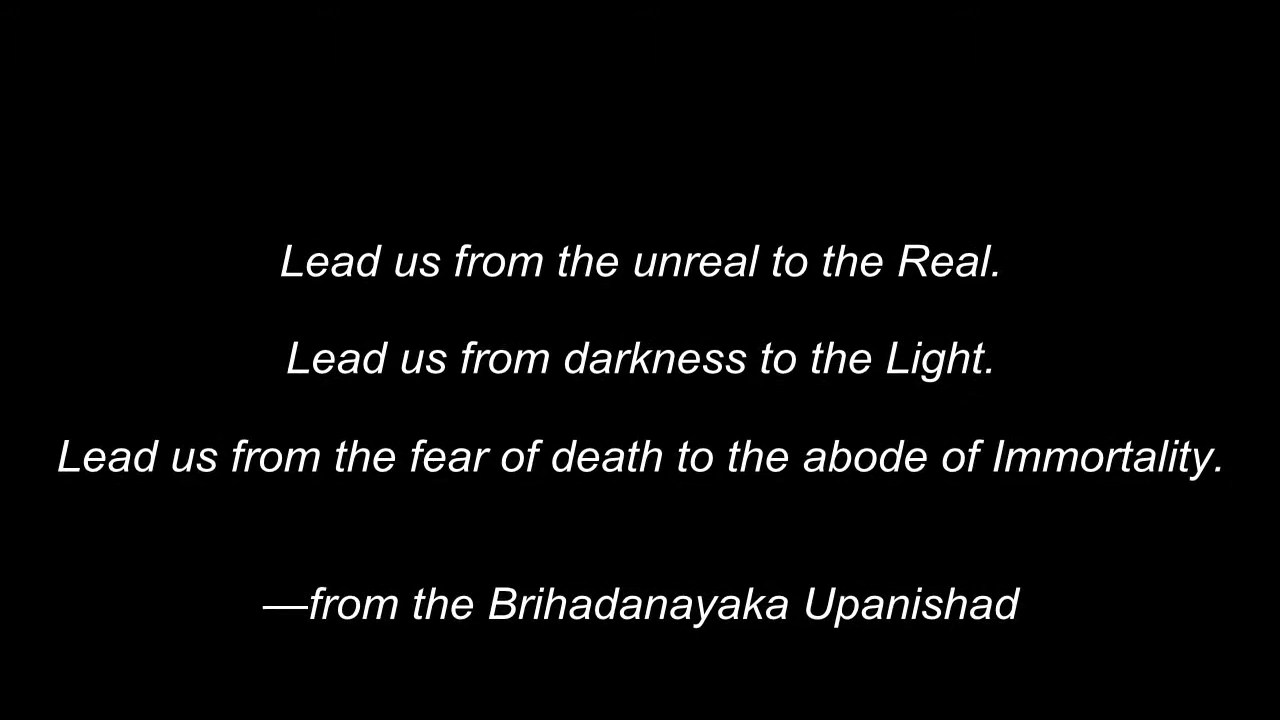 Lead us from the unreal to the Real.
Lead us from darkness to the Light.
Lead us from the fear of death to the abode of Immortality.
—from the Brihadanayaka Upanishad